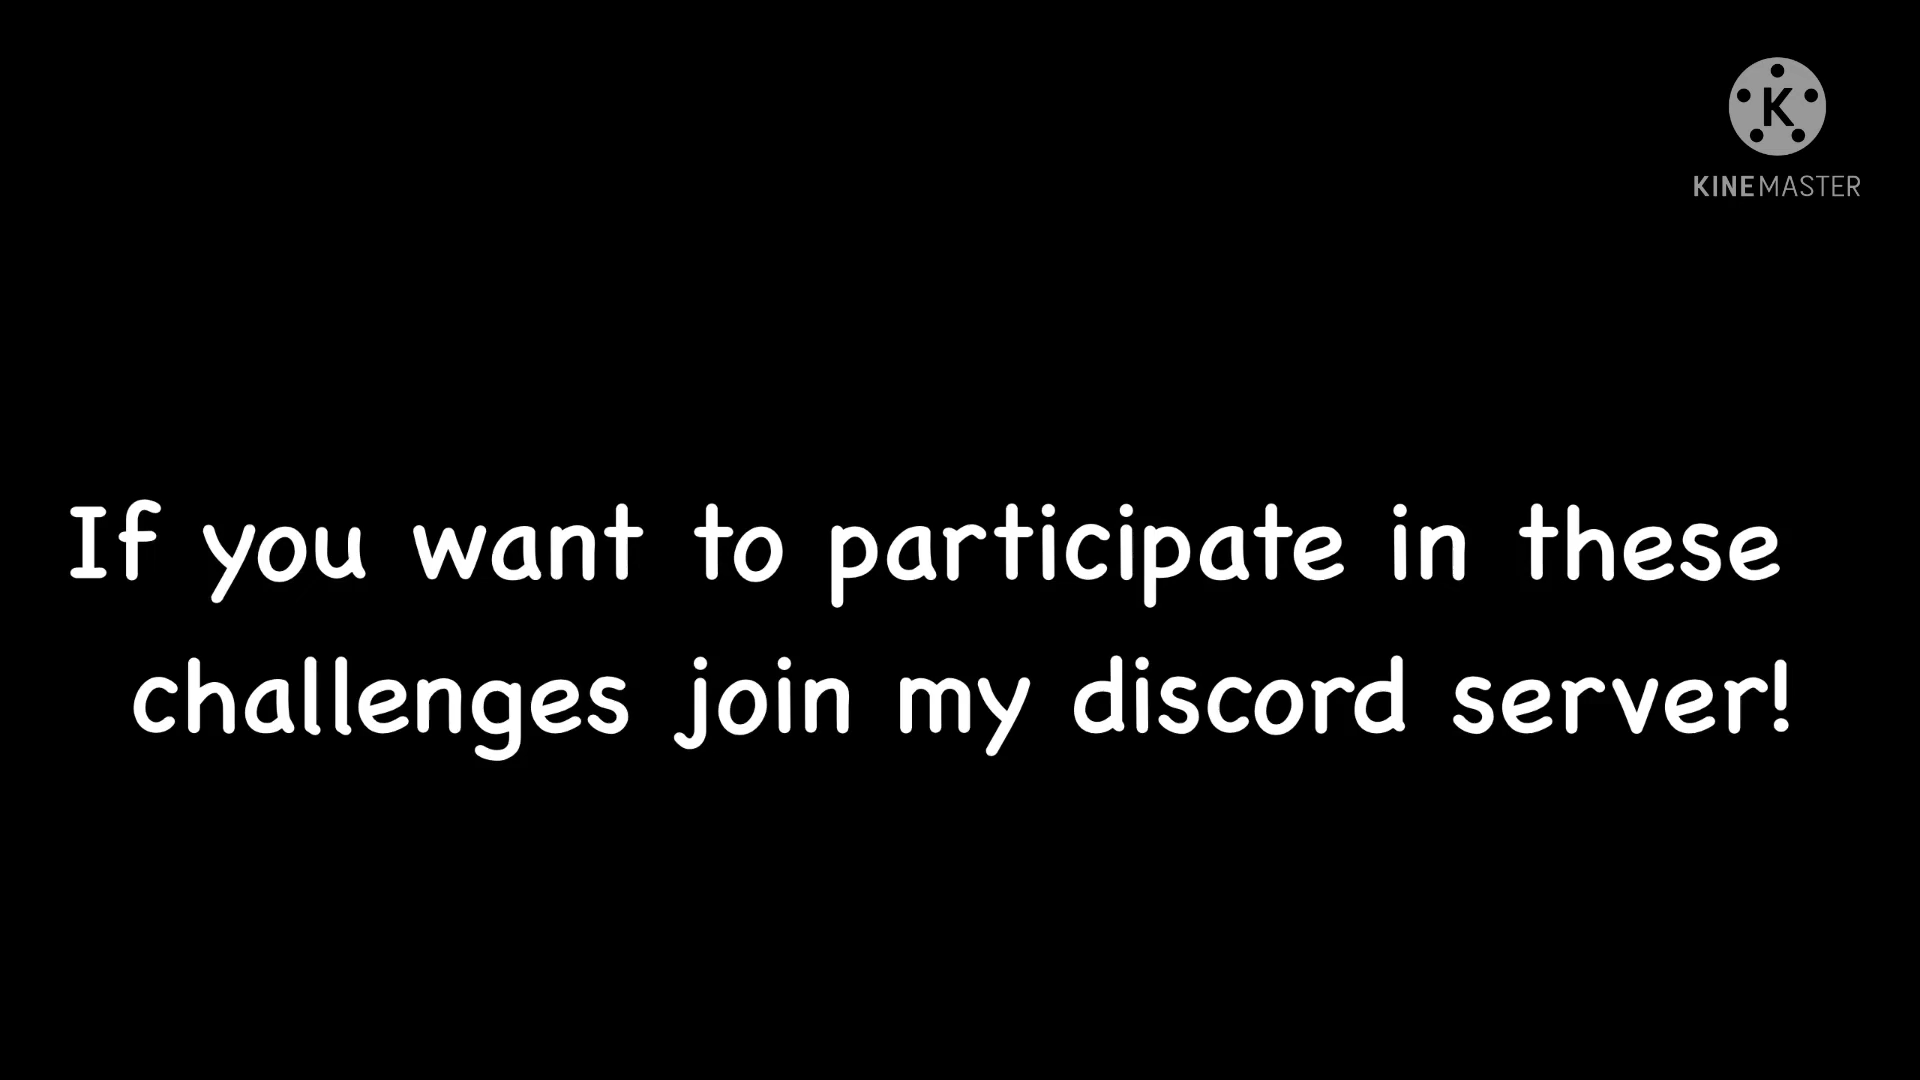 K
KINEMASTER
If you want to participate in these
challenges join my discord server!